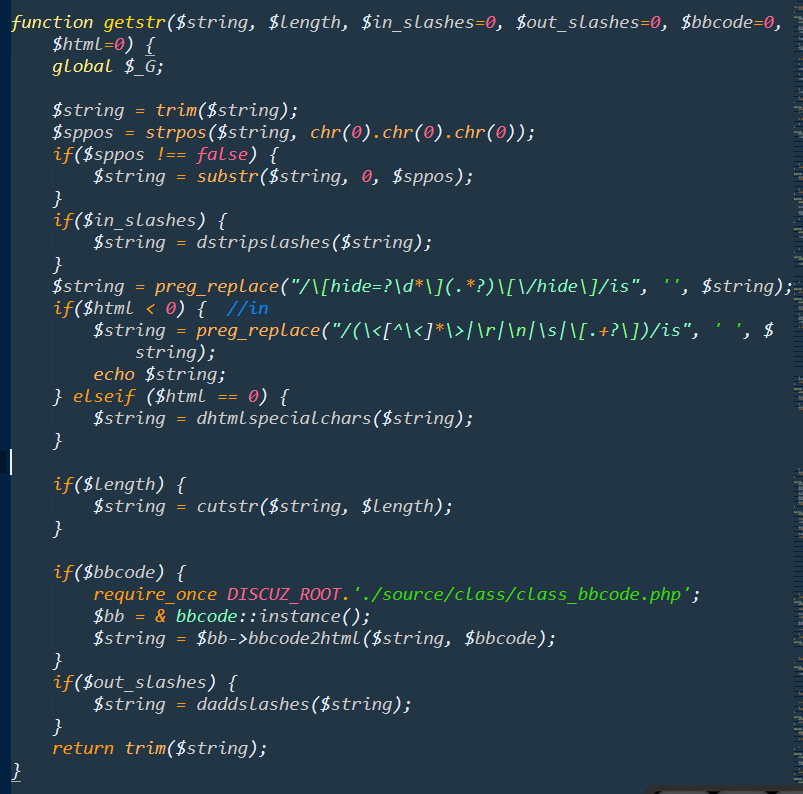 function getstr($string, $length, $in_slashes=0, $out_slashes=0, $bbcode=0,
$html=0) {
global $_G;
$string = trim($string);
$sppos = strpos($string, chr(0).chr(0).chr(0));
if($sppos !== false) {
$string = substr($string, 0, $sppos);
}
if($in_slashes) {
$string = dstripslashes($string);
}
$string = preg_replace("/\[hide=?\d*\](.*?)\[\/hide\]/is", '', $string);
if($html < 0) { //in
$string = preg_replace("/(\<[^\<]*\>|\r|\n|\s|\[.+?\])/is", ' ', $
string);
echo $string;
} elseif ($html == 0) {
$string = dhtmlspecialchars($string);
}
if($length) {
$string = cutstr($string, $length);
}
if($bbcode) {
require_once DISCUZ_ROOT.'./source/class/class_bbcode.php';
$bb = & bbcode::instance();
$string = $bb->bbcode2html($string, $bbcode);
}
if($out_slashes) {
$string = daddslashes($string);
}
return trim($string);
}